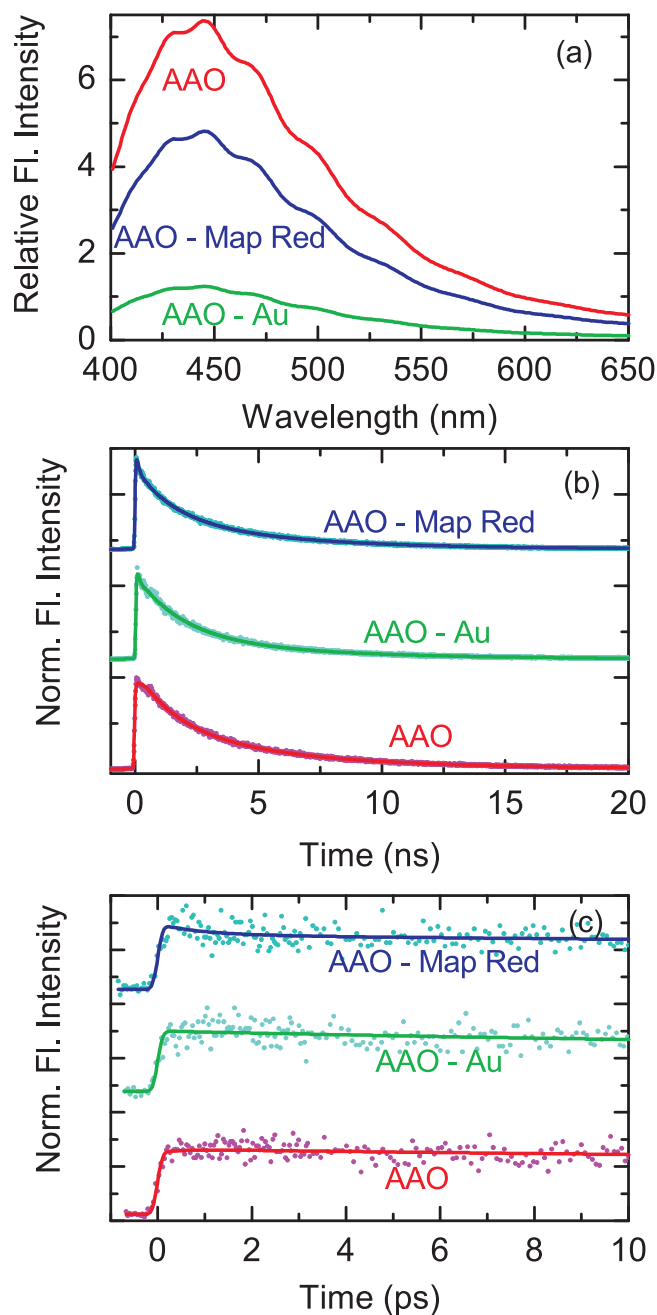 (a)
AAO
AAO - Map Red
AAO - Au
Relative Fl. Intensity
0
2
4
6
400 450 500 550 600 650
Wavelength (nm)
(b)
AAO - Map Red
AAO - Au
AAO
Norm. Fl. Intensity
0 5 10 15 20
Time (ns)
(c)
AAO - Map Red
AAO - Au
AAO
Norm. Fl. Intensity
0 2 4 6 8 10
Time (ps)